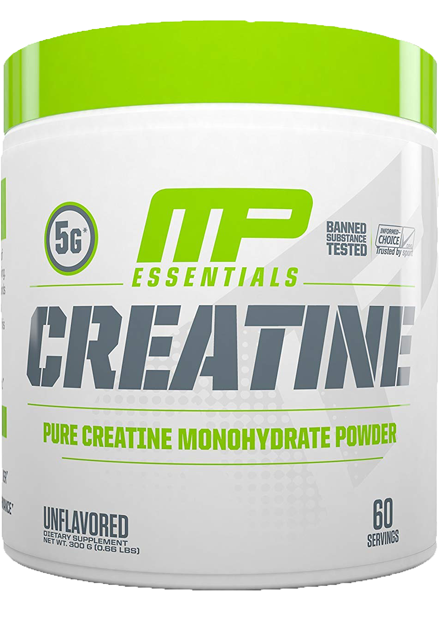 5G*
MP
ESSENTIALS
BANNED
SUBSTANCE
TESTED
INFORMED-
CHOICE
Trusted by sport
CREATINE
PURE CREATINE MONOHYDRATE POWDER
UNFLAVORED
DIETARY SUPPLEMENT
NET WT. 300 G (0.66 LBS)
60
SERVINGS